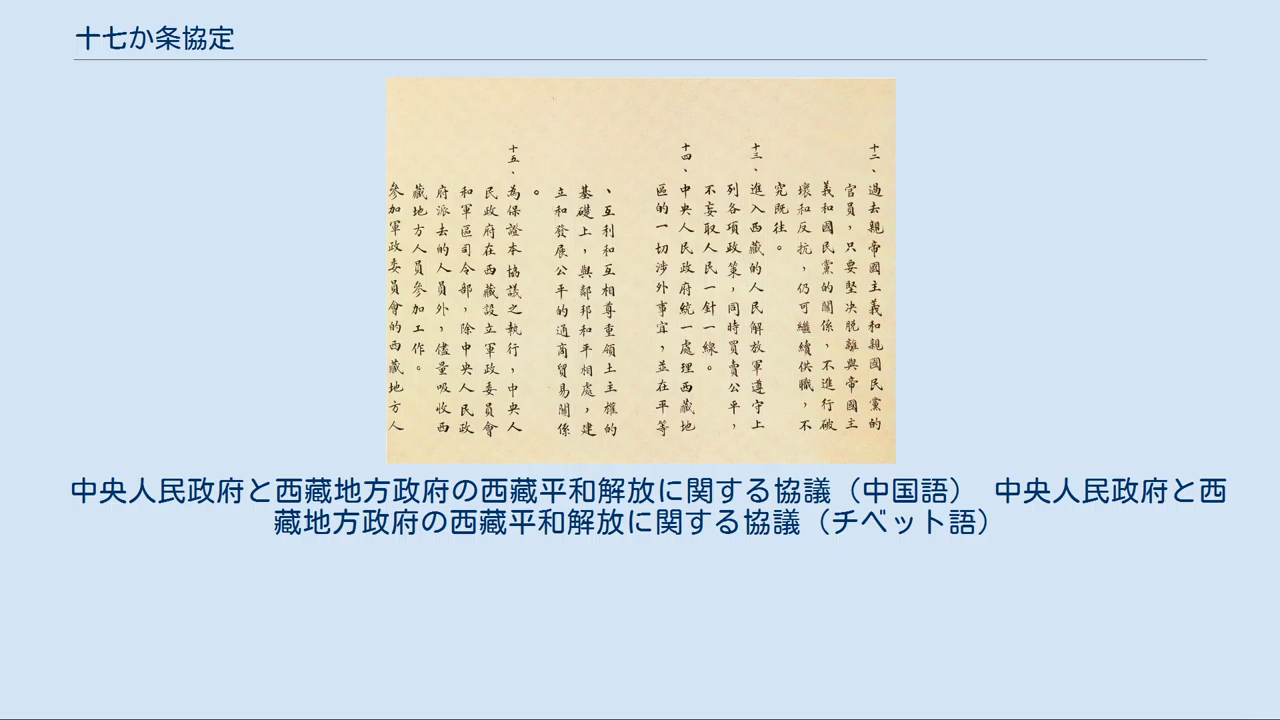 十七か条協定
十二、過去親帝國主義和親國民黨的
官員，只要堅決脫離與帝國主
義和國民黨的關係，不進行破
壞和反抗，仍可繼續供職，不
究既往。
十三、進入西藏的人民解放軍遵守上
列各項政策，同時買賣公平，
不妄取人民一針一線。
十四、中央人民政府統一處理西藏地
區的一切涉外事宜，並在平等
、互利和互相尊重領土主權的
基礎上，與鄰邦和平相處，建
立和發展公平的通商貿易關係
。
十五、為保證本協議之執行，中央人
民政府在西藏設立軍政委員會
和軍區司令部，除中央人民政
府派去的人員外，儘量吸收西
藏地方人員參加工作。
參加軍政委員會的西藏地方人
中央人民政府と西藏地方政府の西藏平和解放に関する協議（中国語） 中央人民政府と西
藏地方政府の西藏平和解放に関する協議（チベット語）